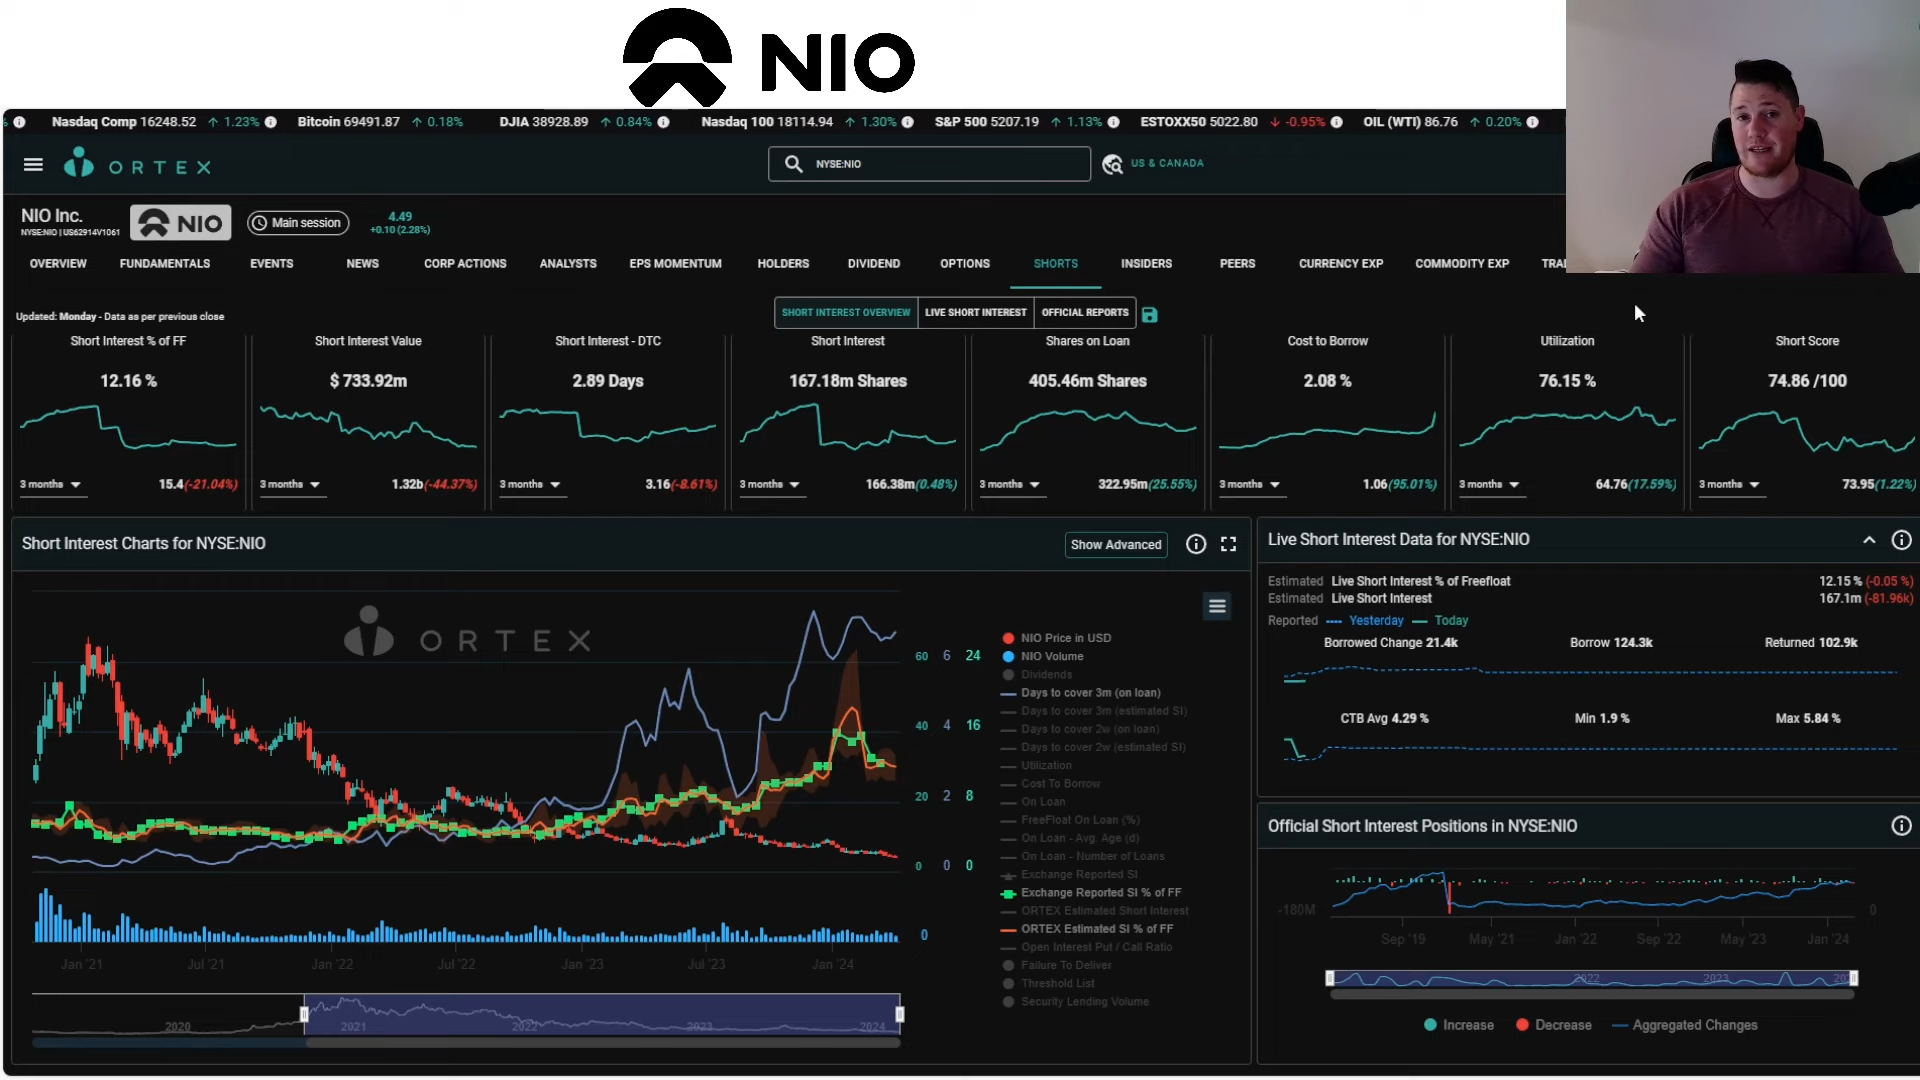 NIO
% Nasdaq Comp 16248.52 ↑ 1.23% Bitcoin 69491.87 ↑ 0.18% DJIA 38928.89 ↑ 0.84% Nasdaq 100 18114.94 ↑ 1.30% S&P 500 5207.19 ↑ 1.13% ESTOXX50 5022.80 ↓ -0.95% OIL (WTI) 86.76 ↑ 0.20%
ORTEX NYSE:NIO US & CANADA
NIO Inc. NIO Main session 4.49
NYSE:NIO | US62914V1061 +0.10 (2.28%)
OVERVIEW FUNDAMENTALS EVENTS NEWS CORP ACTIONS ANALYSTS EPS MOMENTUM HOLDERS DIVIDEND OPTIONS SHORTS INSIDERS PEERS CURRENCY EXP COMMODITY EXP TRA
Updated: Monday - Data as per previous close SHORT INTEREST OVERVIEW LIVE SHORT INTEREST OFFICIAL REPORTS
Short Interest % of FF Short Interest Value Short Interest - DTC Short Interest Shares on Loan Cost to Borrow Utilization Short Score
12.16 % $ 733.92m 2.89 Days 167.18m Shares 405.46m Shares 2.08 % 76.15 % 74.86 /100
3 months 15.4(-21.04%) 3 months 1.32b(-44.37%) 3 months 3.16(-8.61%) 3 months 166.38m(0.48%) 3 months 322.95m(25.55%) 3 months 1.06(95.01%) 3 months 64.76(17.59%) 3 months 73.95(1.22%)
Short Interest Charts for NYSE:NIO Show Advanced
ORTEX
60 6 24
40 4 16
20 2 8
0 0 0
0
Jan '21 Jul '21 Jan '22 Jul '22 Jan '23 Jul '23 Jan '24
2020 2021 2022 2023 2024
NIO Price in USD
NIO Volume
Dividends
Days to cover 3m (on loan)
Days to cover 3m (estimated SI)
Days to cover 2w (on loan)
Days to cover 2w (estimated SI)
Utilization
Cost To Borrow
On Loan
FreeFloat On Loan (%)
On Loan - Avg. Age (d)
On Loan - Number of Loans
Exchange Reported SI
Exchange Reported SI % of FF
ORTEX Estimated Short Interest
ORTEX Estimated SI % of FF
Open Interest Put / Call Ratio
Failure To Deliver
Threshold List
Security Lending Volume
Live Short Interest Data for NYSE:NIO
Estimated Live Short Interest % of Freefloat 12.15 % (-0.05 %)
Estimated Live Short Interest 167.1m (-81.96k)
Reported Yesterday Today
Borrowed Change 21.4k Borrow 124.3k Returned 102.9k
CTB Avg 4.29 % Min 1.9 % Max 5.84 %
Official Short Interest Positions in NYSE:NIO
-180M 0
Sep '19 May '21 Jan '22 Sep '22 May '23 Jan '24
2022 2023
Increase Decrease Aggregated Changes